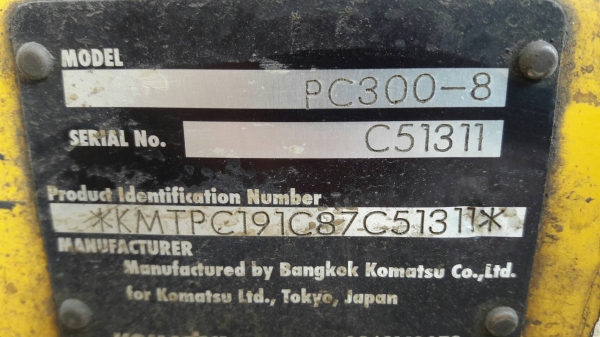 MODEL
PC300-8
SERIAL No. C51311
Product Identification Number
*KMTPC191C87C51311*
MANUFACTURER
Manufactured by Bangkok Komatsu Co.,Ltd.
for Komatsu Ltd., Tokyo, Japan